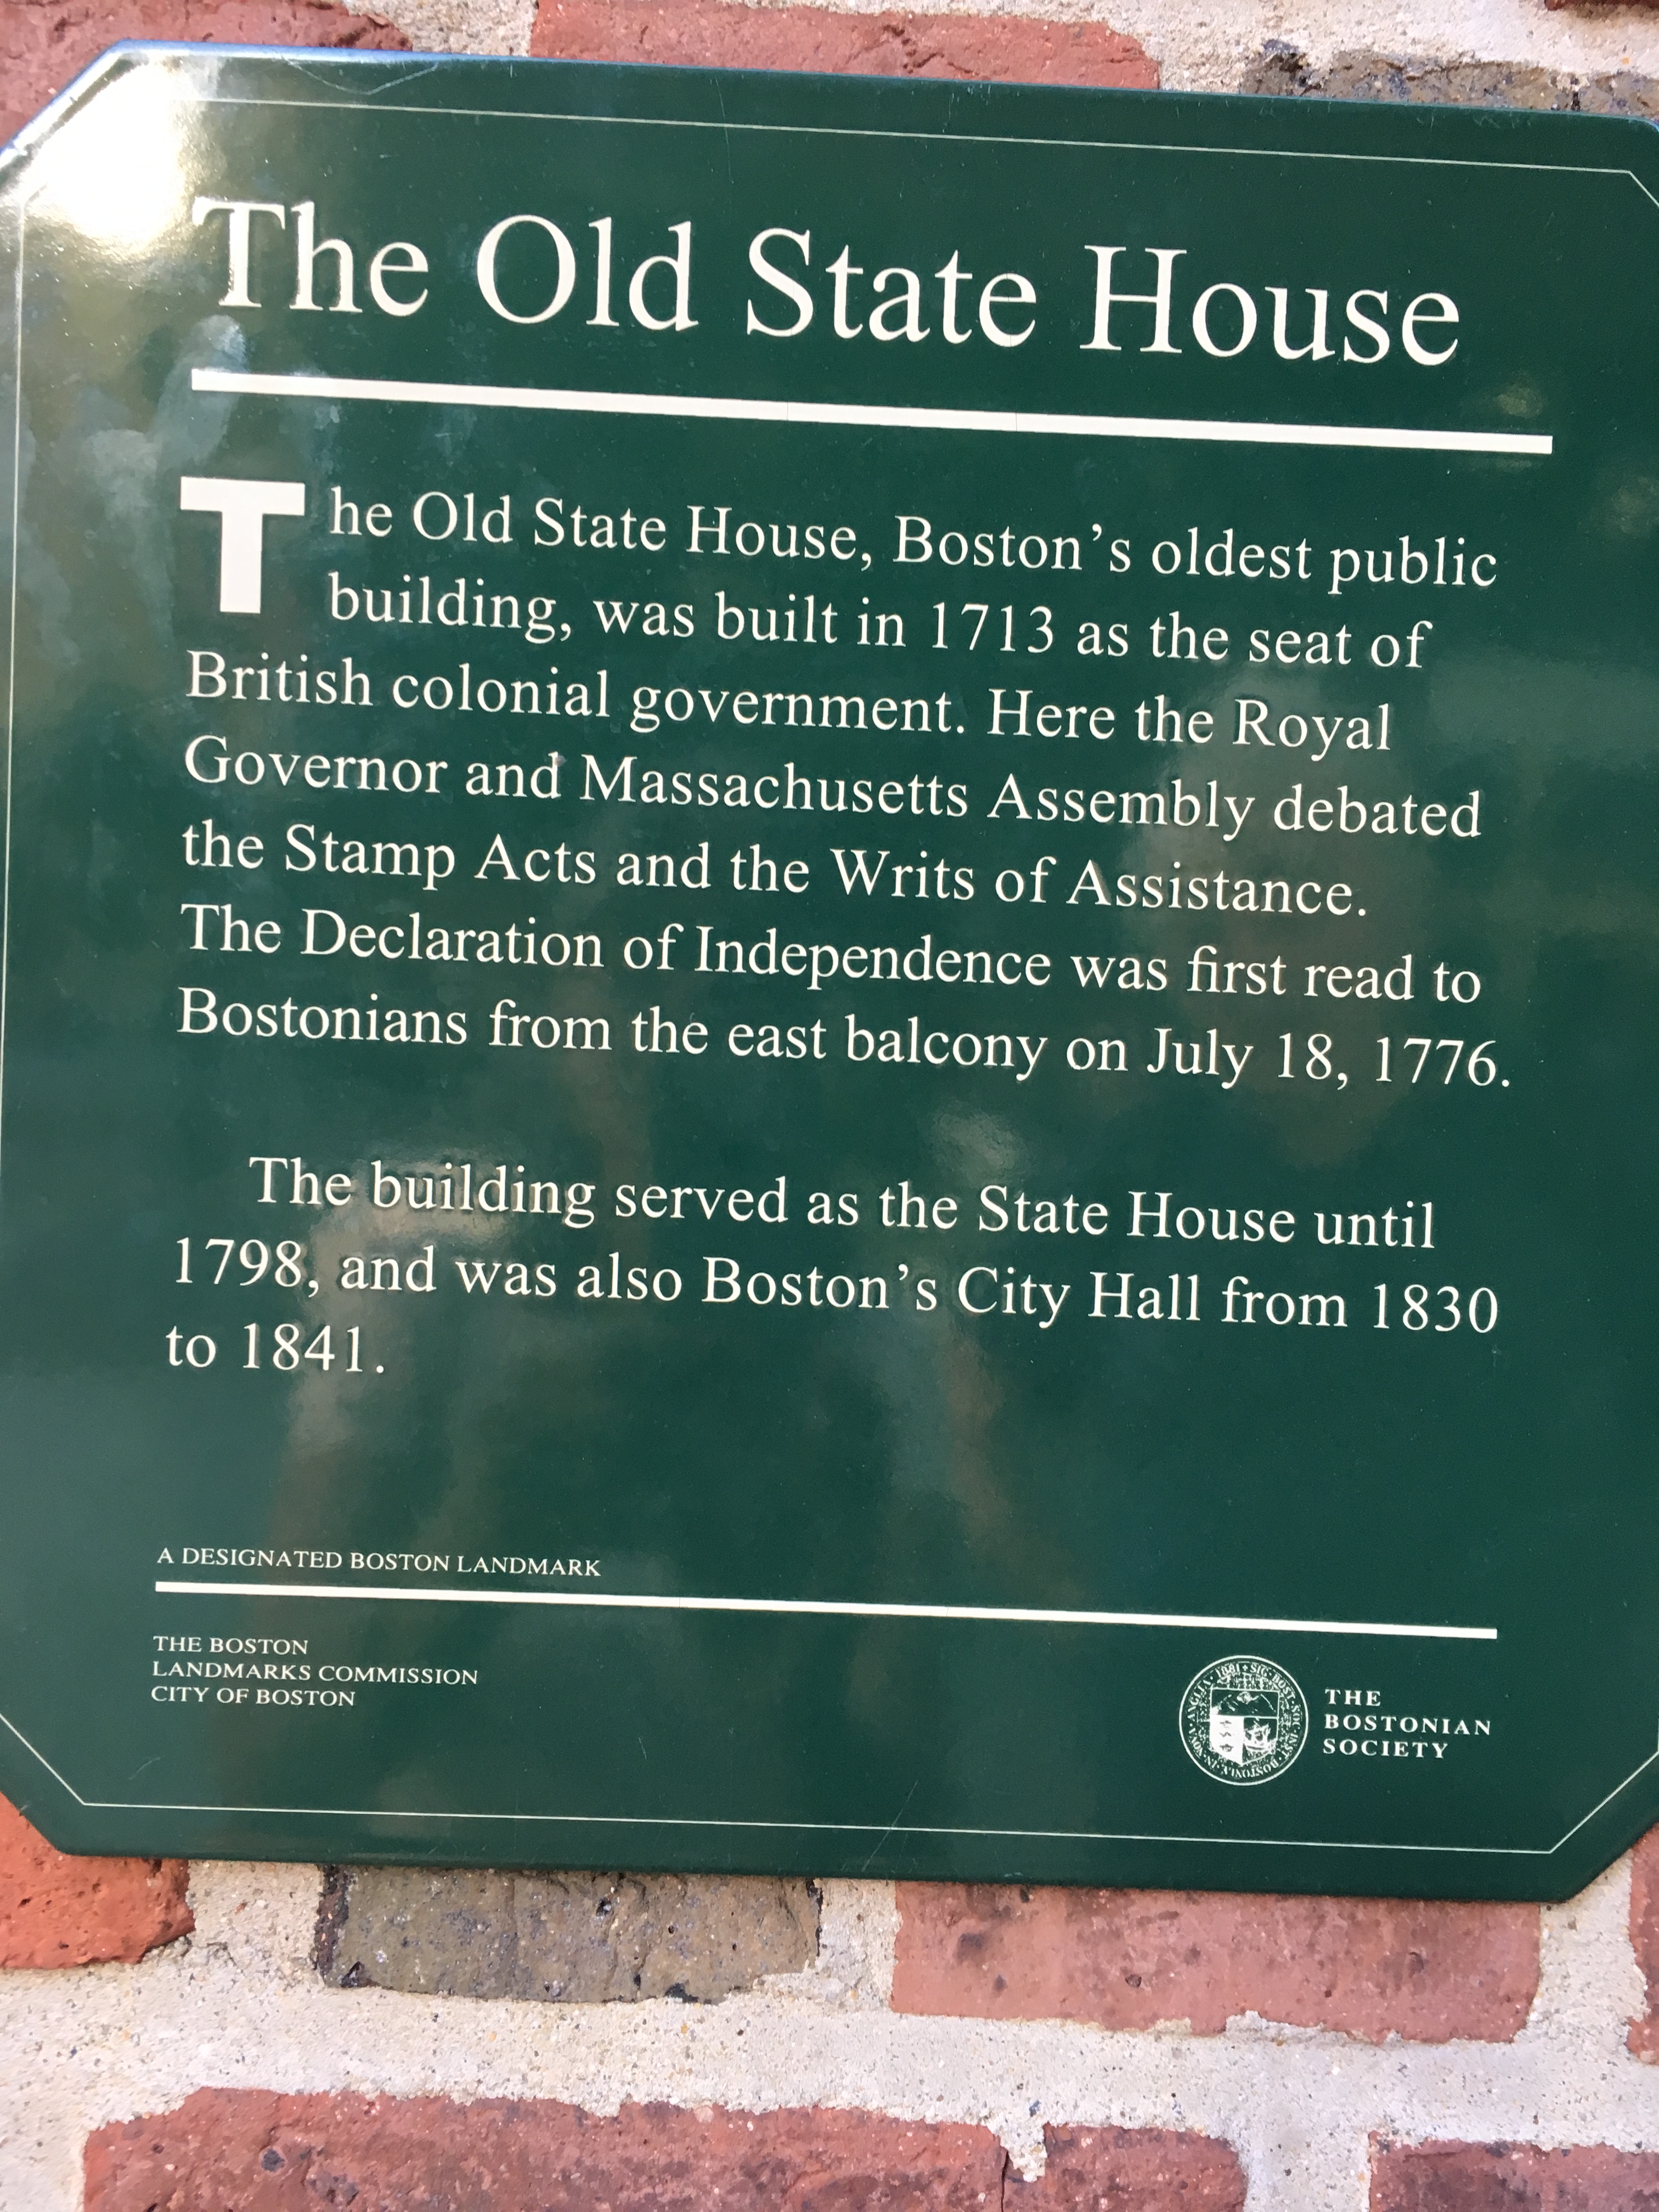 The Old State House
The Old State House, Boston's oldest public
building, was built in 1713 as the seat of
British colonial government. Here the Royal
Governor and Massachusetts Assembly debated
the Stamp Acts and the Writs of Assistance.
The Declaration of Independence was first read to
Bostonians from the east balcony on July 18, 1776.
The building served as the State House until
1798, and was also Boston's City Hall from 1830
to 1841.
A DESIGNATED BOSTON LANDMARK
THE BOSTON
LANDMARKS COMMISSION
CITY OF BOSTON
THE
BOSTONIAN
SOCIETY